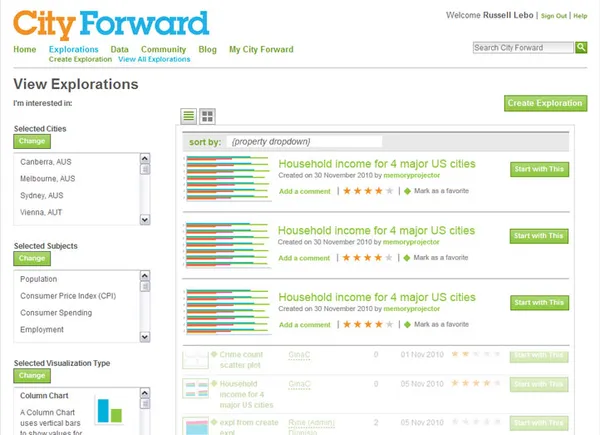 City Forward
Welcome Russell Lebo | Sign Out | Help
Home Explorations Data Community Blog My City Forward
Search City Forward
Create Exploration View All Explorations
View Explorations
I'm interested in:
Create Exploration
Selected Cities
Change
Canberra, AUS
Melbourne, AUS
Sydney, AUS
Vienna, AUT
Selected Subjects
Change
Population
Consumer Price Index (CPI)
Consumer Spending
Employment
Selected Visualization Type
Change
Column Chart
A Column Chart
uses vertical bars
to show values for
sort by: {property dropdown}
Household income for 4 major US cities
Start with This
Created on 30 November 2010 by memoryprojector
Add a comment | | Mark as a favorite
Household income for 4 major US cities
Start with This
Created on 30 November 2010 by memoryprojector
Add a comment | | Mark as a favorite
Household income for 4 major US cities
Start with This
Created on 30 November 2010 by memoryprojector
Add a comment | | Mark as a favorite
Crime count GinaC 0 01 Nov 2010 Start with This
scatter plot
Household GinaC 0 05 Nov 2010 Start with This
income for 4
major US cities
expl from create Ryne (Admin) 2 05 Nov 2010 Start with This
expl